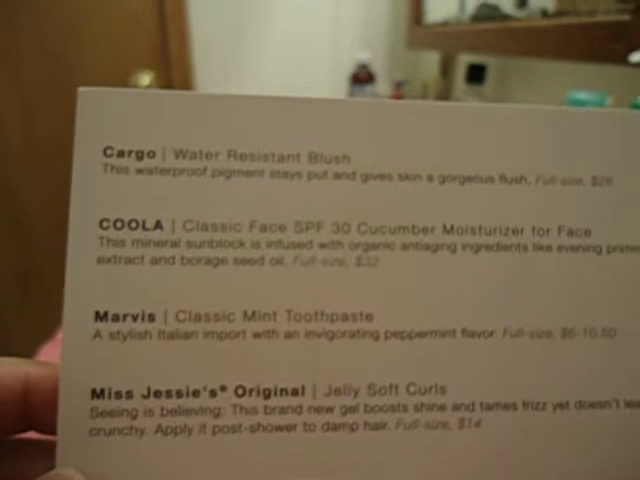 Cargo | Water Resistant Blush
This waterproof pigment stays put and gives skin a gorgeous flush. Full-size, $26
COOLA | Classic Face SPF 30 Cucumber Moisturizer for Face
This mineral sunblock is infused with organic antiaging ingredients like evening
extract and borage seed oil. Full-size, $32
Marvis | Classic Mint Toothpaste
A stylish Italian import with an invigorating peppermint flavor. Full-size, $6-10.50
Miss Jessie's® Original | Jelly Soft Curls
Seeing is believing: This brand new gel boosts shine and tames frizz yet doesn't
crunchy. Apply it post-shower to damp hair. Full-size, $14